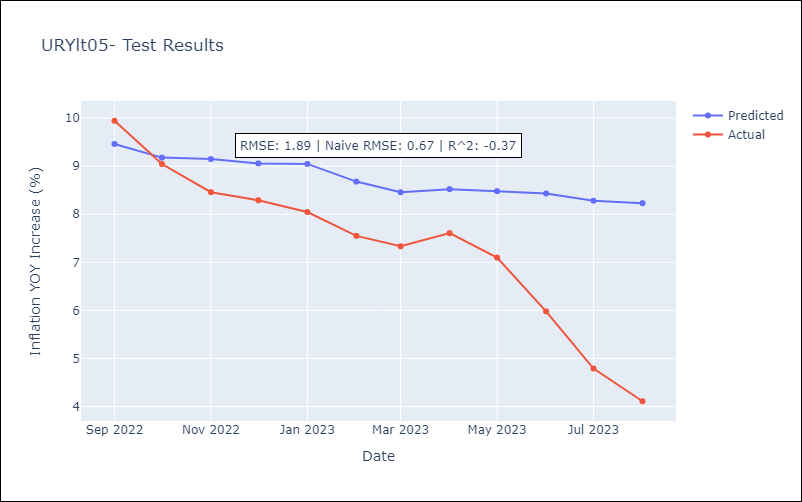 URYlt05- Test Results
Predicted
Actual
RMSE: 1.89 | Naive RMSE: 0.67 | R^2: -0.37
Inflation YOY Increase (%)
10
9
8
7
6
5
4
Sep 2022 Nov 2022 Jan 2023 Mar 2023 May 2023 Jul 2023
Date